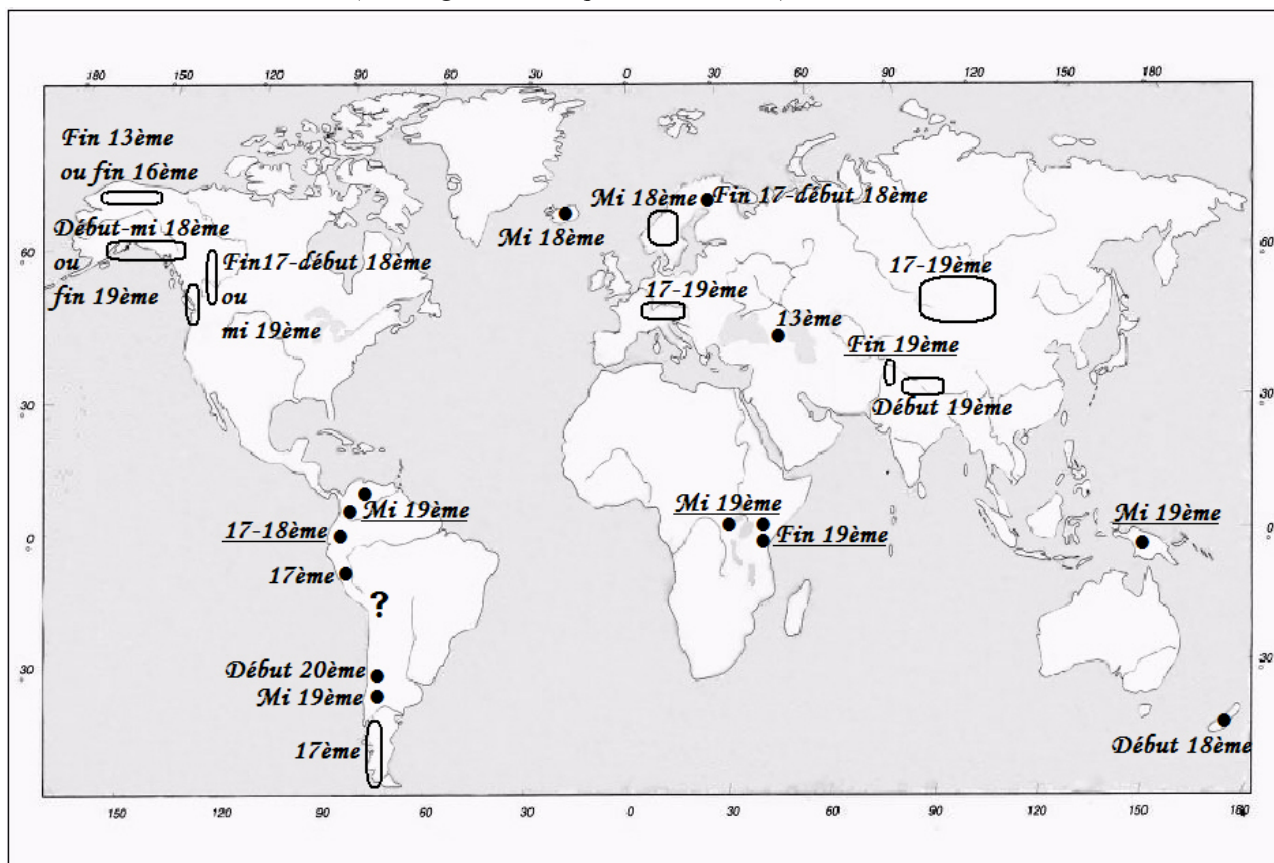 180 150 120 90 60 30 0 30 60 90 120 150 180
Fin 13ème
ou fin 16ème
Début-mi 18ème
ou
fin 19ème
Fin17-début 18ème
ou
mi 19ème
Mi 18ème
Mi 18ème
Fin 17-début 18ème
17-19ème
17-19ème
13ème
Fin 19ème
Début 19ème
60
60
30
30
0
0
30
30
Mi 19ème
17-18ème
17ème
?
Début 20ème
Mi 19ème
17ème
Mi 19ème
Fin 19ème
Mi 19ème
Début 18ème
150 120 90 60 30 0 30 60 90 120 150 180